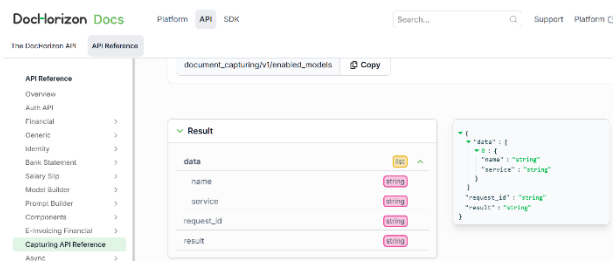 DocHorizon Docs
Platform API SDK
Search...
Support Platform
The DocHorizon API API Reference
API Reference
Overview
Auth API
Financial
Generic
Identity
Bank Statement
Salary Slip
Model Builder
Prompt Builder
Components
E-Invoicing Financial
Capturing API Reference
Async
document_capturing/v1/enabled_models Copy
Result
data list
name string
service string
request_id string
result string
{
"data" : [
0 : {
"name" : "string"
"service" : "string"
}
]
"request_id" : "string"
"result" : "string"
}